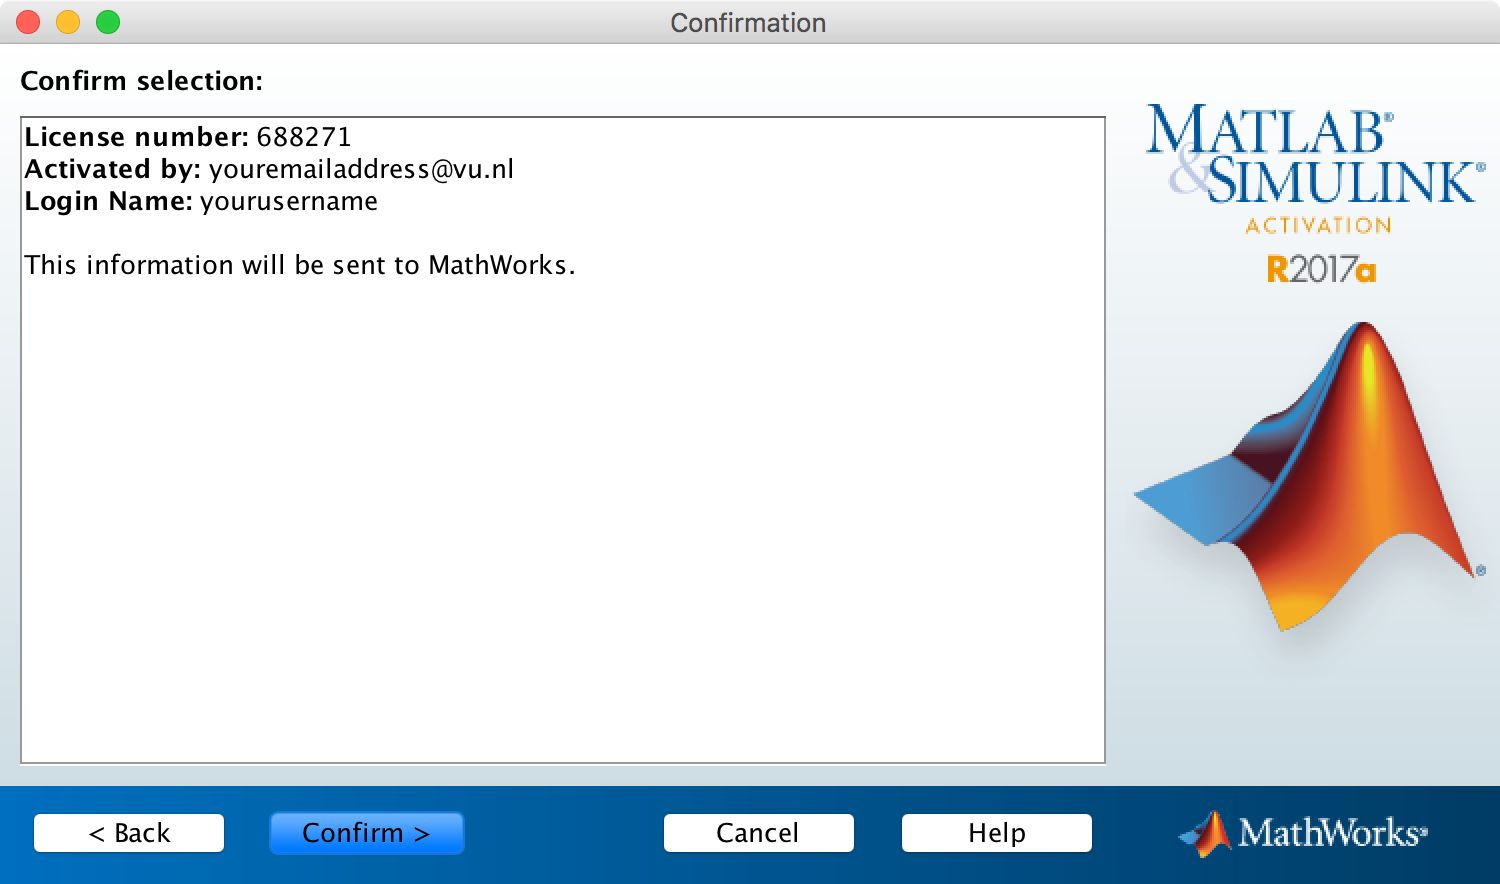 Confirmation
Confirm selection:
License number: 688271
Activated by: youremailaddress@vu.nl
Login Name: yourusername
This information will be sent to MathWorks.
MATLAB®
&SIMULINK®
ACTIVATION
R2017a
®
< Back
Confirm >
Cancel
Help
MathWorks®